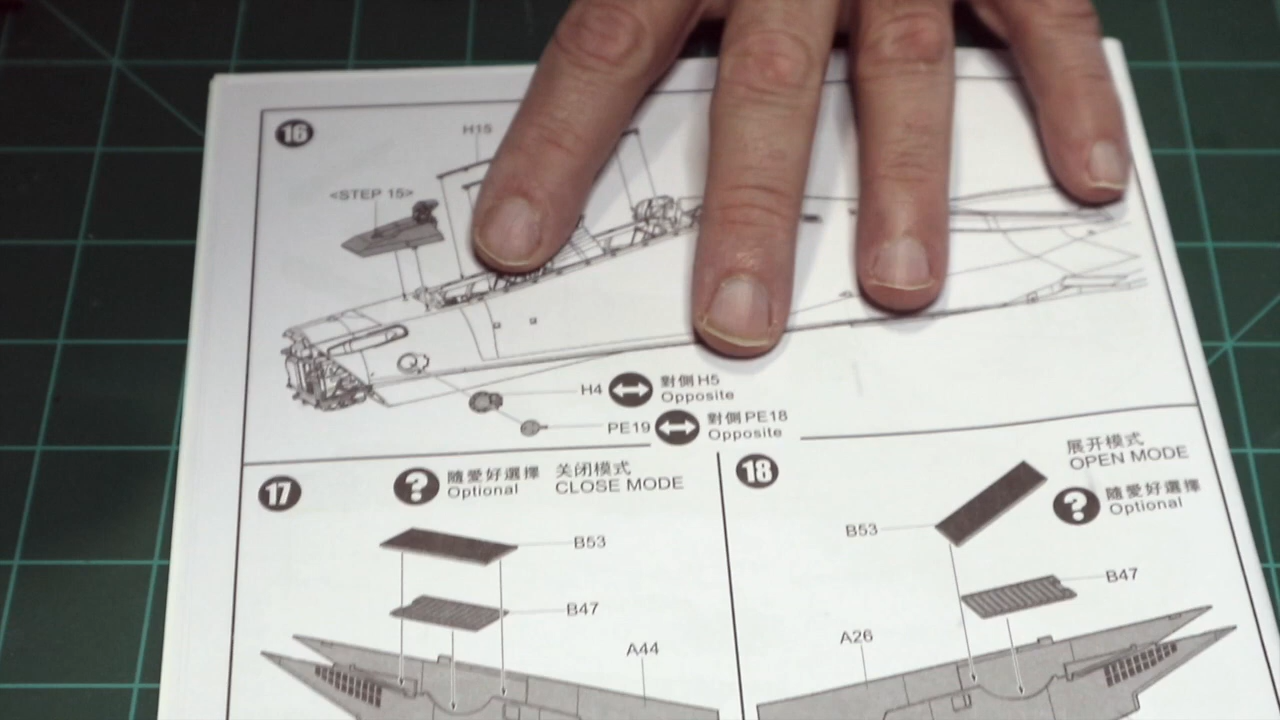 16
H15
<STEP 15>
H4 對側 H5
Opposite
PE19 對側 PE18
Opposite
17
? 隨愛好選擇
Optional
关闭模式
CLOSE MODE
B53
B47
A44
18
展开模式
OPEN MODE
? 隨愛好選擇
Optional
B53
B47
A26